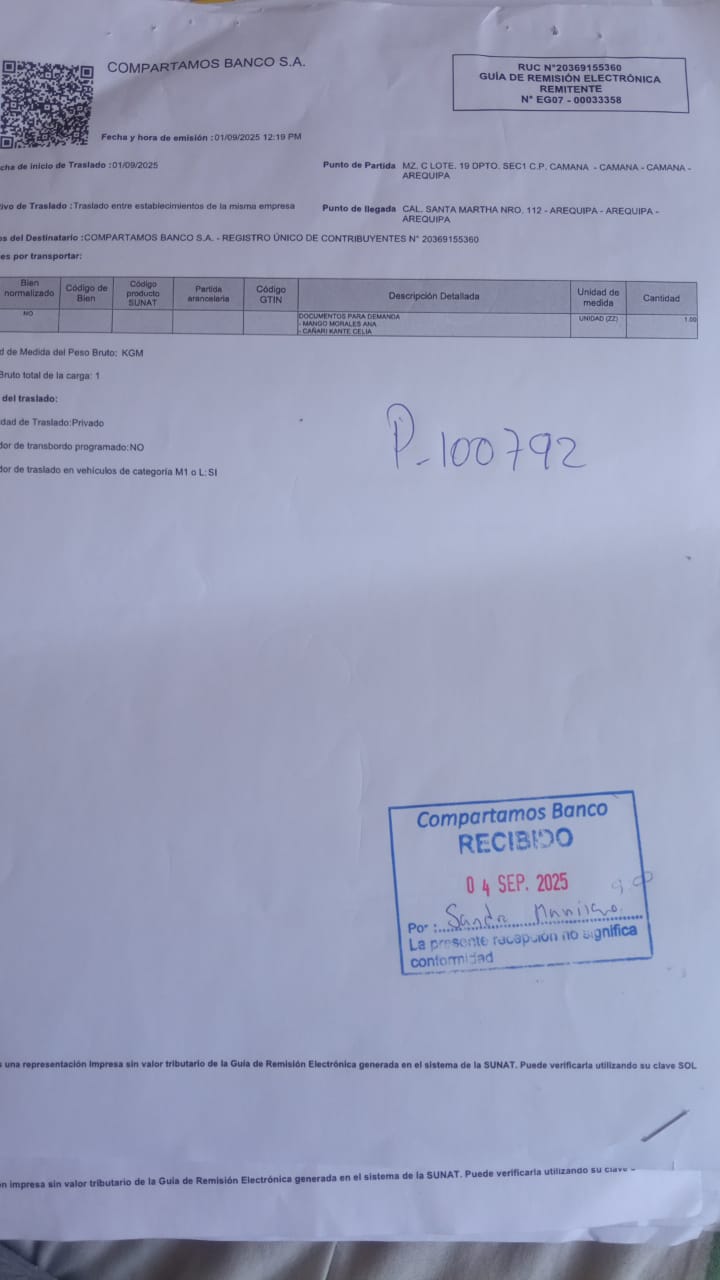 COMPARTAMOS BANCO S.A.
RUC N°20369155360
GUÍA DE REMISIÓN ELECTRÓNICA
REMITENTE
N° EG07 - 00033358
Fecha y hora de emisión :01/09/2025 12:19 PM
cha de inicio de Traslado :01/09/2025
Punto de Partida MZ. C LOTE. 19 DPTO. SEC1 C.P. CAMANA - CAMANA - CAMANA -
AREQUIPA
ivo de Traslado :Traslado entre establecimientos de la misma empresa
Punto de llegada CAL. SANTA MARTHA NRO. 112 - AREQUIPA - AREQUIPA -
AREQUIPA
os del Destinatario :COMPARTAMOS BANCO S.A. - REGISTRO ÚNICO DE CONTRIBUYENTES N° 20369155360
es por transportar:
Bien normalizado Código de Bien Código producto SUNAT Partida arancelaria Código GTIN Descripción Detallada Unidad de medida Cantidad
NO DOCUMENTOS PARA DEMANDA UNIDAD (ZZ) 1.00
- MANGO MORALES ANA
- CAÑARI KANTE CELIA
d de Medida del Peso Bruto: KGM
Bruto total de la carga: 1
del traslado:
dad de Traslado:Privado
dor de transbordo programado:NO
dor de traslado en vehículos de categoría M1 o L:SI
P-100792
Compartamos Banco
RECIBIDO
04 SEP. 2025
Por : Sandra
La presente recepción no significa
conformidad
s una representación impresa sin valor tributario de la Guía de Remisión Electrónica generada en el sistema de la SUNAT. Puede verificarla utilizando su clave SOL
n impresa sin valor tributario de la Guía de Remisión Electrónica generada en el sistema de la SUNAT. Puede verificarla utilizando su clave